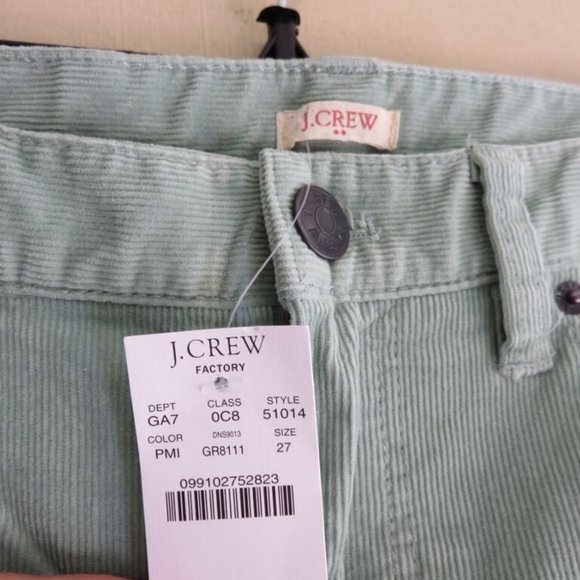 J.CREW
J.CREW
FACTORY
DEPT CLASS STYLE
GA7 0C8 51014
COLOR DNS9013 SIZE
PMI GR8111 27
099102752823